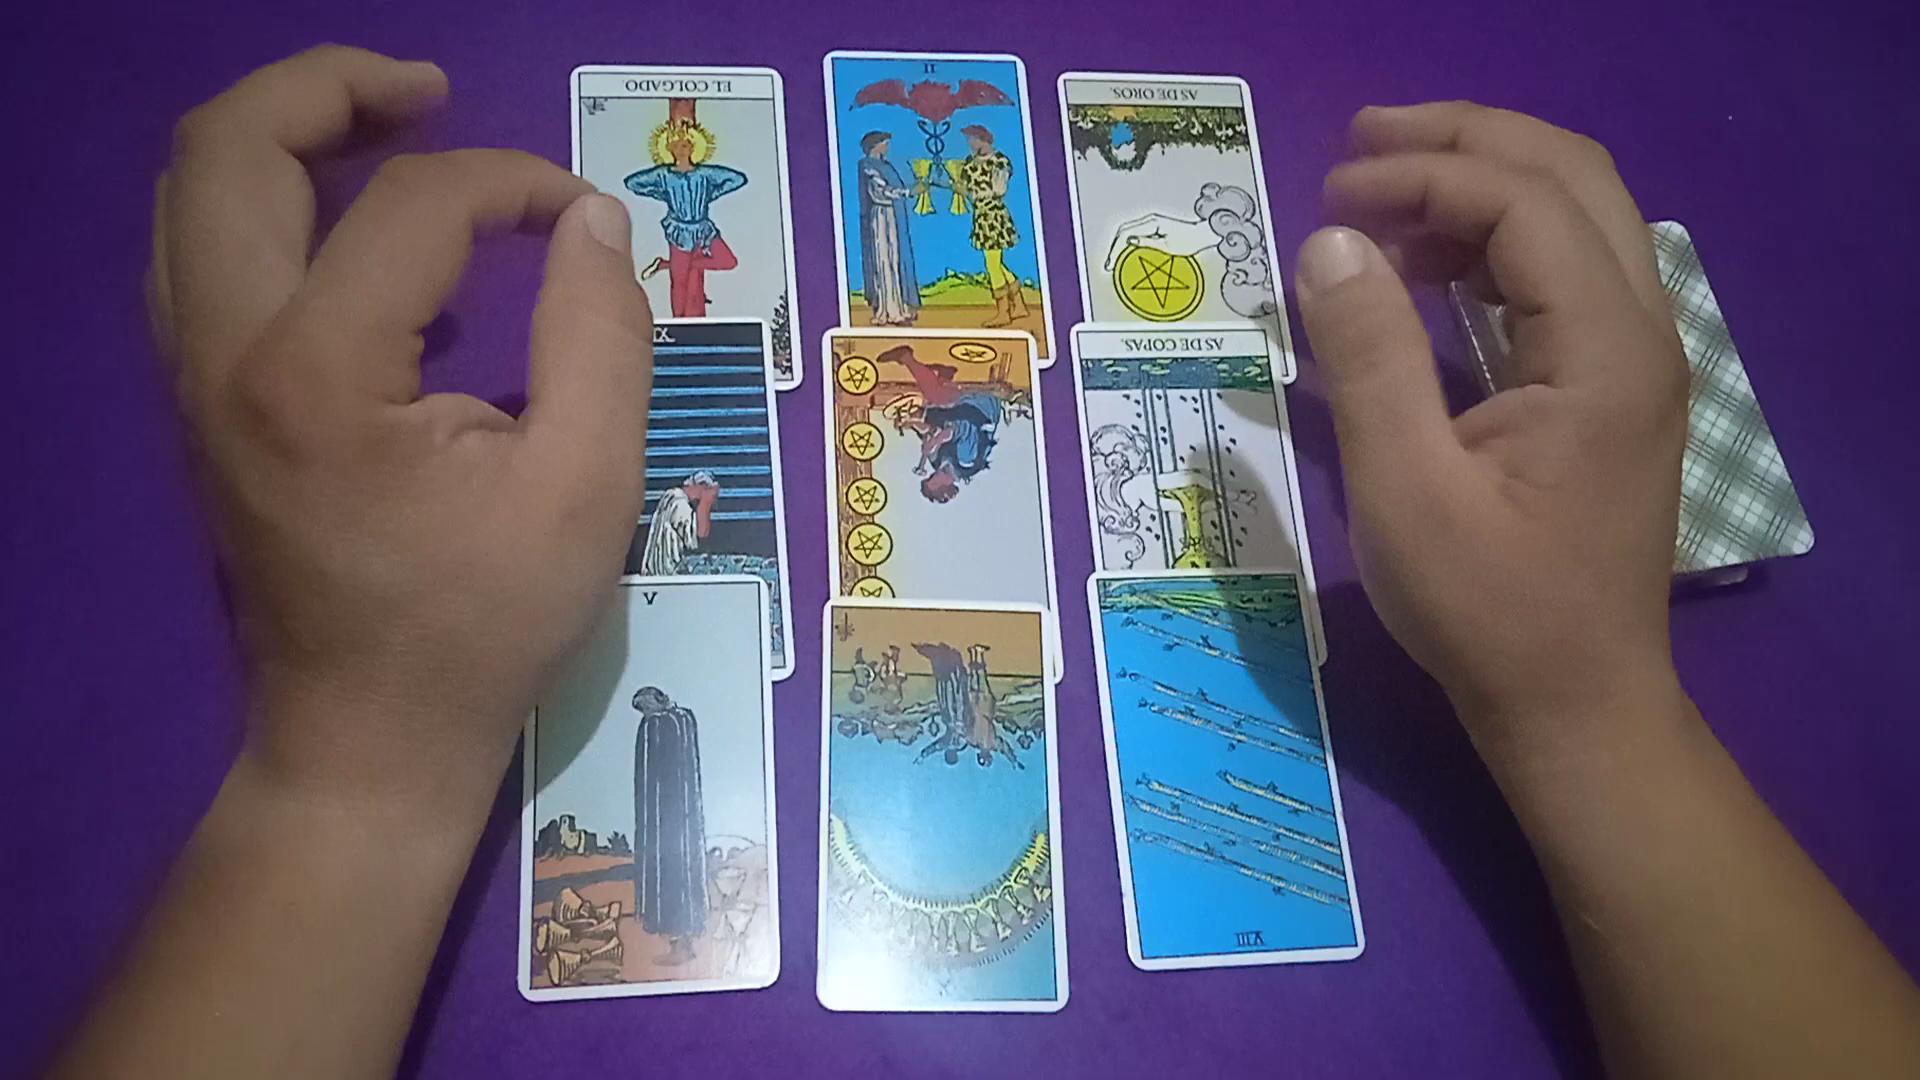 EL COLGADO.
II
AS DE OROS.
AS DE COPAS.
V
VIII